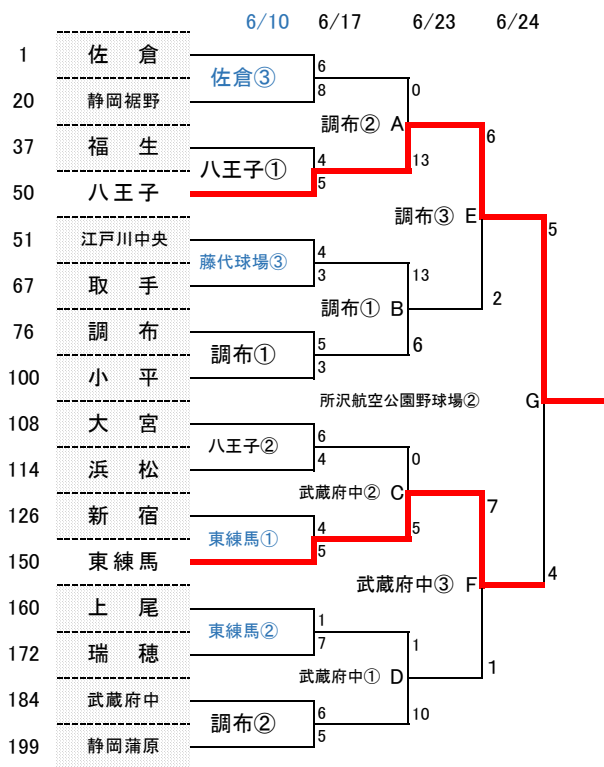 6/10 6/17 6/23 6/24
1 佐倉
6
佐倉③
0
20 静岡裾野
8
調布② A
6
37 福生
4
13
八王子①
50 八王子
5
調布③ E
5
51 江戸川中央
4
藤代球場③
13
67 取手
3
2
調布① B
76 調布
5
6
調布①
100 小平
3
所沢航空公園野球場② G
108 大宮
6
八王子②
0
114 浜松
4
武蔵府中② C
7
126 新宿
4
5
東練馬①
150 東練馬
5
4
武蔵府中③ F
160 上尾
1
東練馬②
1
172 瑞穂
7
1
武蔵府中① D
184 武蔵府中
6
10
調布②
199 静岡蒲原
5